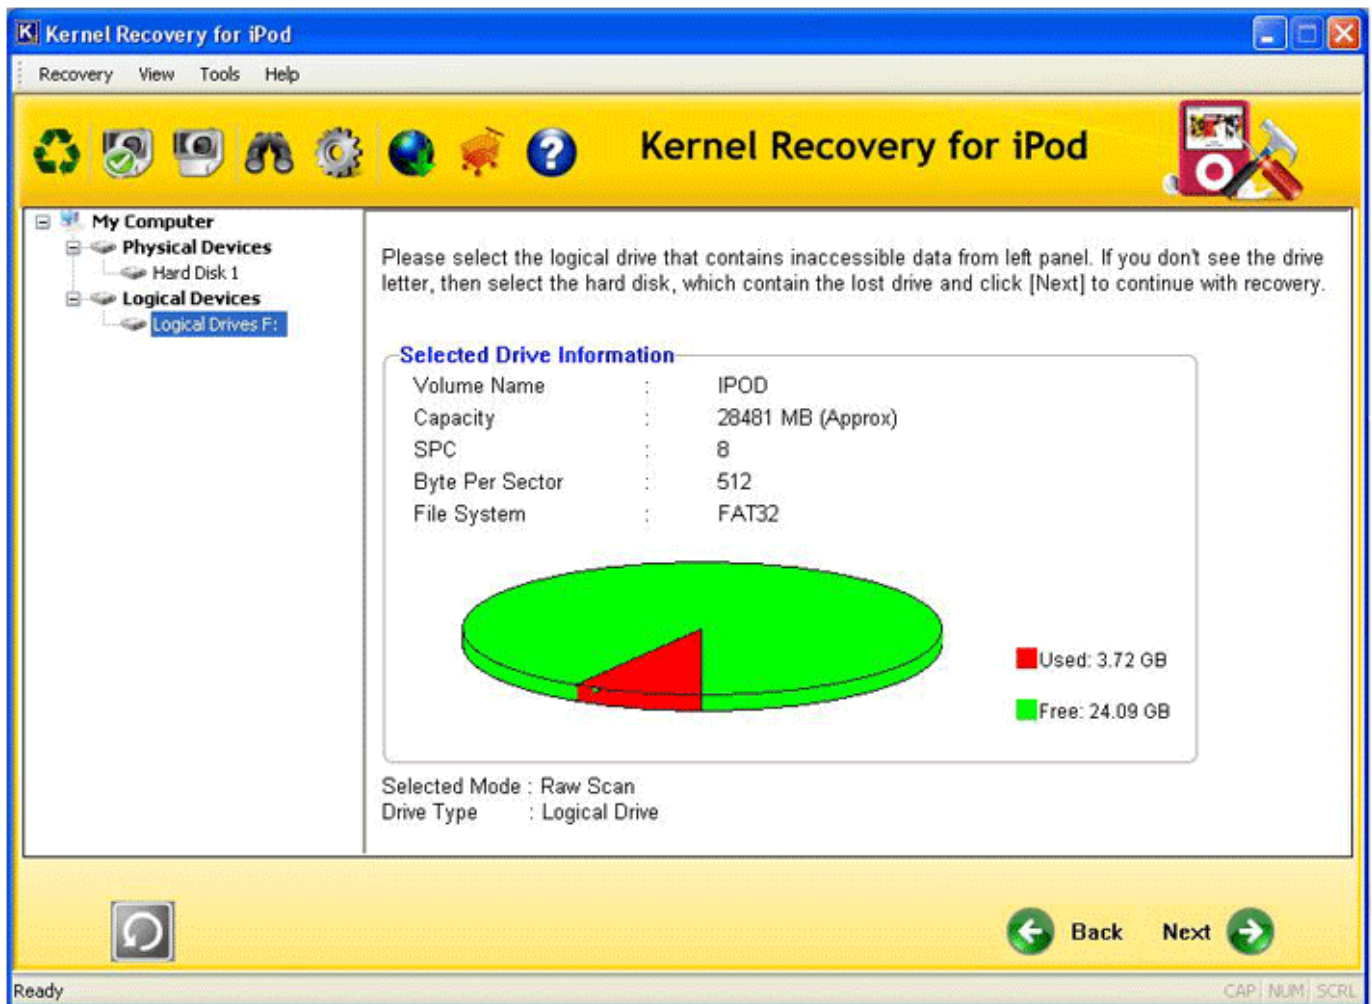 Kernel Recovery for iPod
Recovery View Tools Help
Kernel Recovery for iPod
My Computer
Physical Devices
Hard Disk 1
Logical Devices
Logical Drives F:
Please select the logical drive that contains inaccessible data from left panel. If you don't see the drive
letter, then select the hard disk, which contain the lost drive and click [Next] to continue with recovery.
Selected Drive Information
Volume Name : IPOD
Capacity : 28481 MB (Approx)
SPC : 8
Byte Per Sector : 512
File System : FAT32
Used: 3.72 GB
Free: 24.09 GB
Selected Mode : Raw Scan
Drive Type : Logical Drive
Back Next
Ready
CAP NUM SCRL